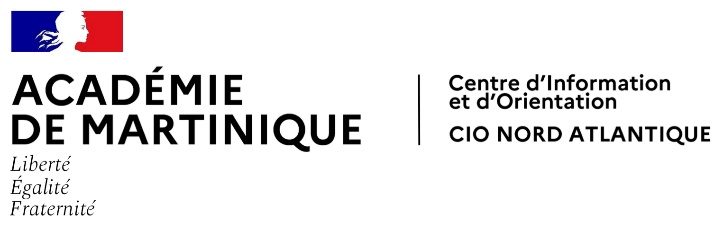 ACADÉMIE
DE MARTINIQUE
Liberté
Égalité
Fraternité
Centre d'Information
et d'Orientation
CIO NORD ATLANTIQUE